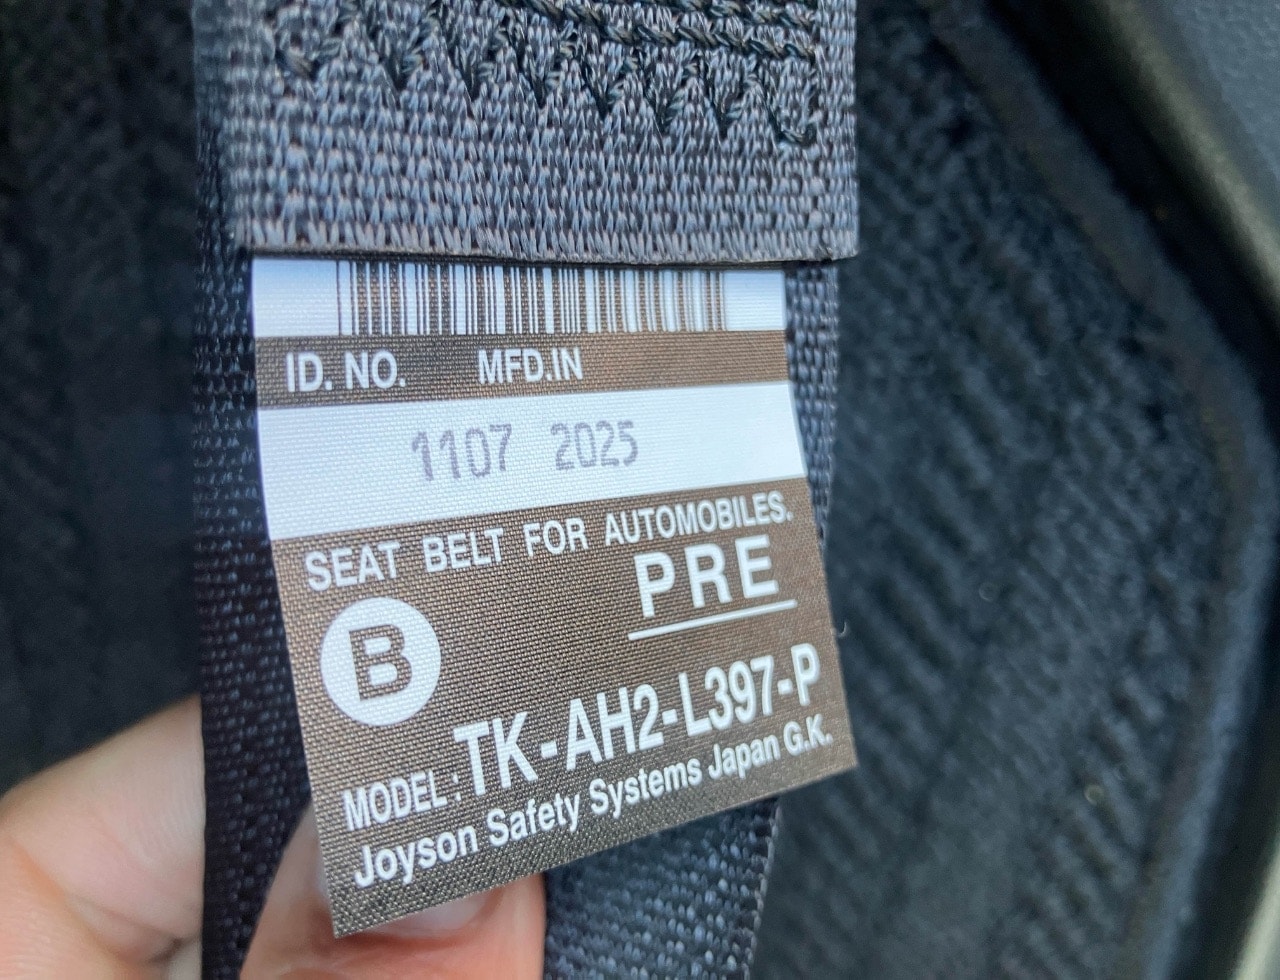 ID. NO. MFD.IN
1107 2025
SEAT BELT FOR AUTOMOBILES.
PRE
B
MODEL: TK-AH2-L397-P
Joyson Safety Systems Japan G.K.